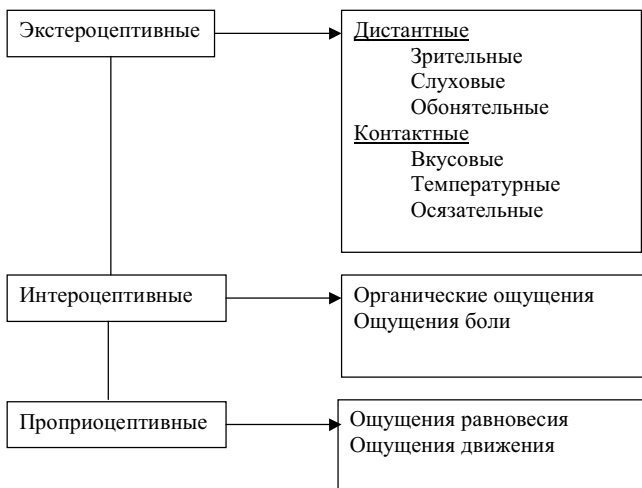 Экстероцептивные
Дистантные
Зрительные
Слуховые
Обонятельные
Контактные
Вкусовые
Температурные
Осязательные
Интероцептивные
Органические ощущения
Ощущения боли
Проприоцептивные
Ощущения равновесия
Ощущения движения